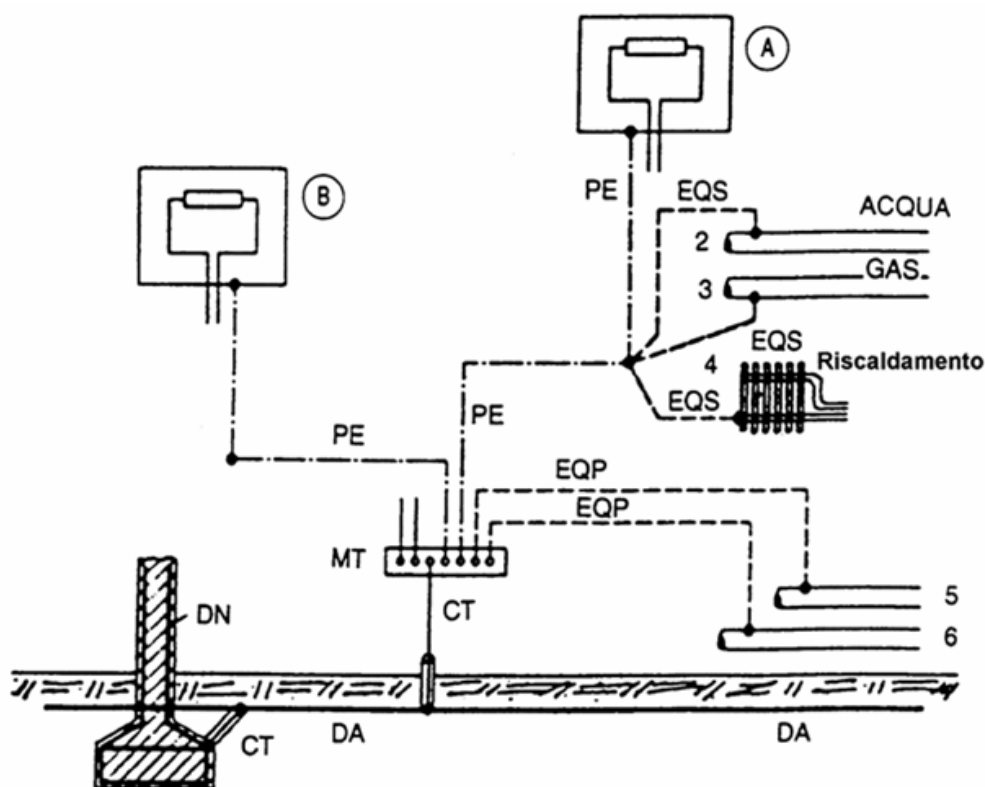 A
B
PE
EQS
ACQUA
2
GAS
3
EQS
4
Riscaldamento
EQS
PE
PE
EQP
EQP
MT
CT
5
DN
6
CT
DA
DA